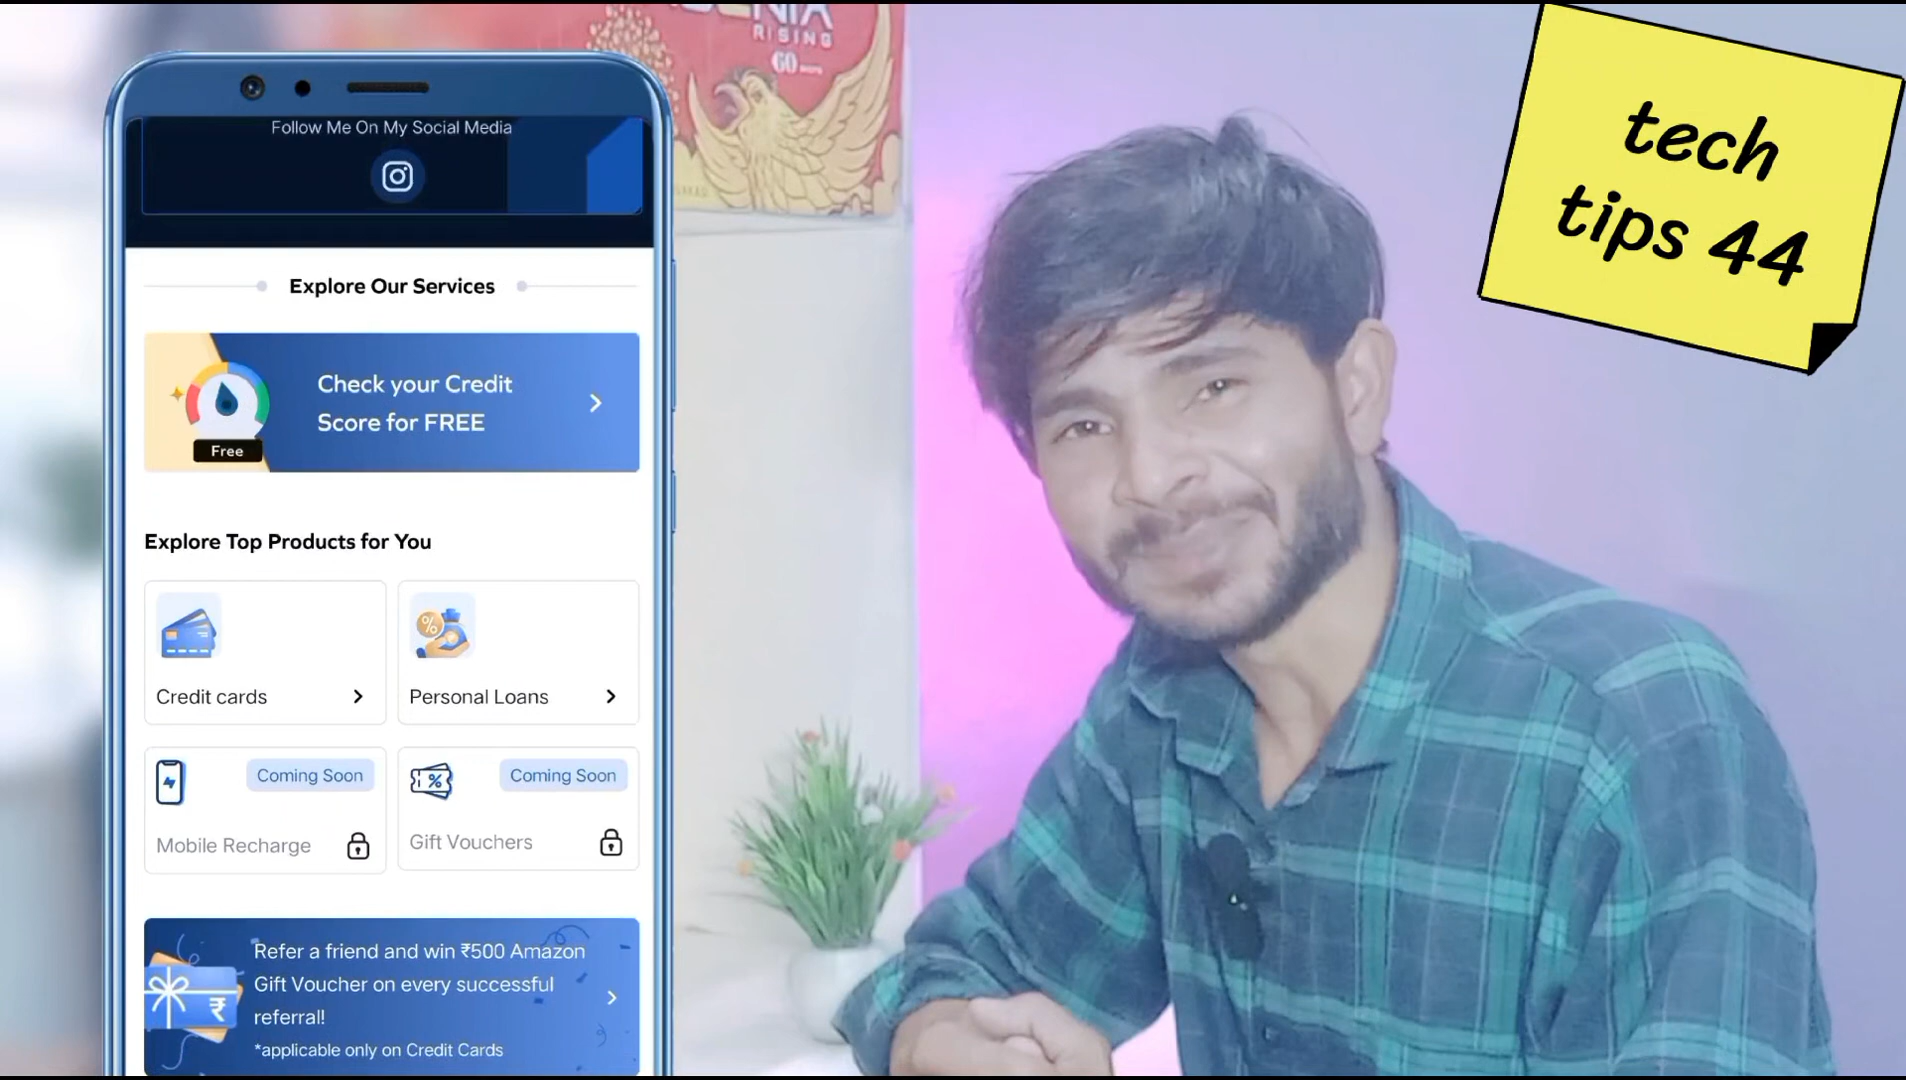 RISING
60
Follow Me On My Social Media
Explore Our Services
Check your Credit
Score for FREE
Free
Explore Top Products for You
Credit cards
Personal Loans
Coming Soon
Mobile Recharge
Coming Soon
Gift Vouchers
Refer a friend and win ₹500 Amazon
Gift Voucher on every successful
referral!
*applicable only on Credit Cards
tech
tips 44